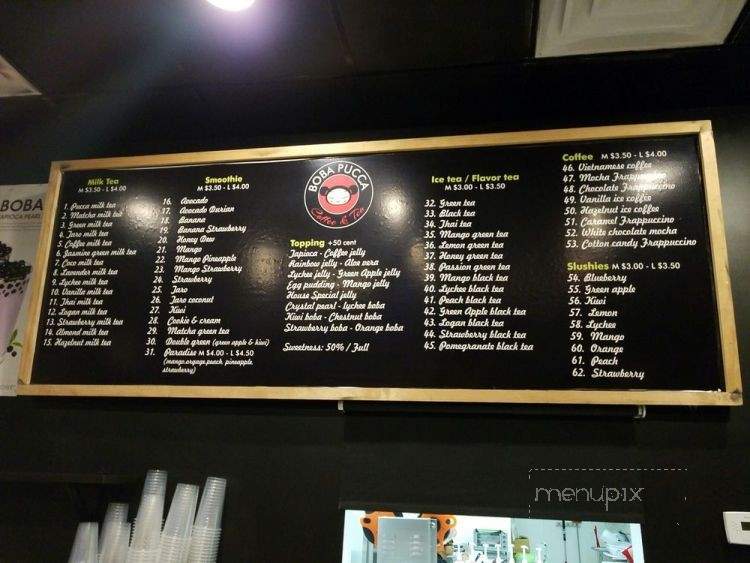 Milk Tea
M $3.50 - L $4.00
1. Pucca milk tea
2. Matcha milk tea
3. Green milk tea
4. Taro milk tea
5. Coffee milk tea
6. Jasmine green milk tea
7. Coco milk tea
8. Lavender milk tea
9. Lychee milk tea
10. Vanilla milk tea
11. Thai milk tea
12. Logan milk tea
13. Strawberry milk tea
14. Almond milk tea
15. Hazelnut milk tea
Smoothie
M $3.50 - L $4.00
16. Avocado
17. Avocado Durian
18. Banana
19. Banana Strawberry
20. Honey Dew
21. Mango
22. Mango Pineapple
23. Mango Strawberry
24. Strawberry
25. Taro
26. Taro coconut
27. Kiwi
28. Cookie & cream
29. Matcha green tea
30. Double green (green apple & kiwi)
31. Paradise M $4.00 - L $4.50
(mango, orgage, peach, pineapple,
strawberry)
BOBA PUCCA
Coffee & Tea
Topping +50 cent
Tapioca - Coffee jelly
Rainbow jelly - Aloe vera
Lychee jelly - Green Apple jelly
Egg pudding - Mango jelly
House Special jelly
Crystal pearl - lychee boba
Kiwi boba - Chestnut boba
Strawberry boba - Orange boba
Sweetness: 50% / Full
Ice tea / Flavor tea
M $3.00 - L $3.50
32. Green tea
33. Black tea
34. Thai tea
35. Mango green tea
36. Lemon green tea
37. Honey green tea
38. Passion green tea
39. Mango black tea
40. Lychee black tea
41. Peach black tea
42. Green Apple black tea
43. Logan black tea
44. Strawberry black tea
45. Pomegranate black tea
Coffee M $3.50 - L $4.00
46. Vietnamese coffee
47. Mocha Frappuccino
48. Chocolate Frappuccino
49. Vanilla ice coffee
50. Hazelnut ice coffee
51. Caramel Frappuccino
52. White chocolate mocha
53. Cotton candy Frappuccino
Slushies M $3.00 - L $3.50
54. Blueberry
55. Green apple
56. Kiwi
57. Lemon
58. Lychee
59. Mango
60. Orange
61. Peach
62. Strawberry
BOBA
TAPIOCA PEARL
menupix